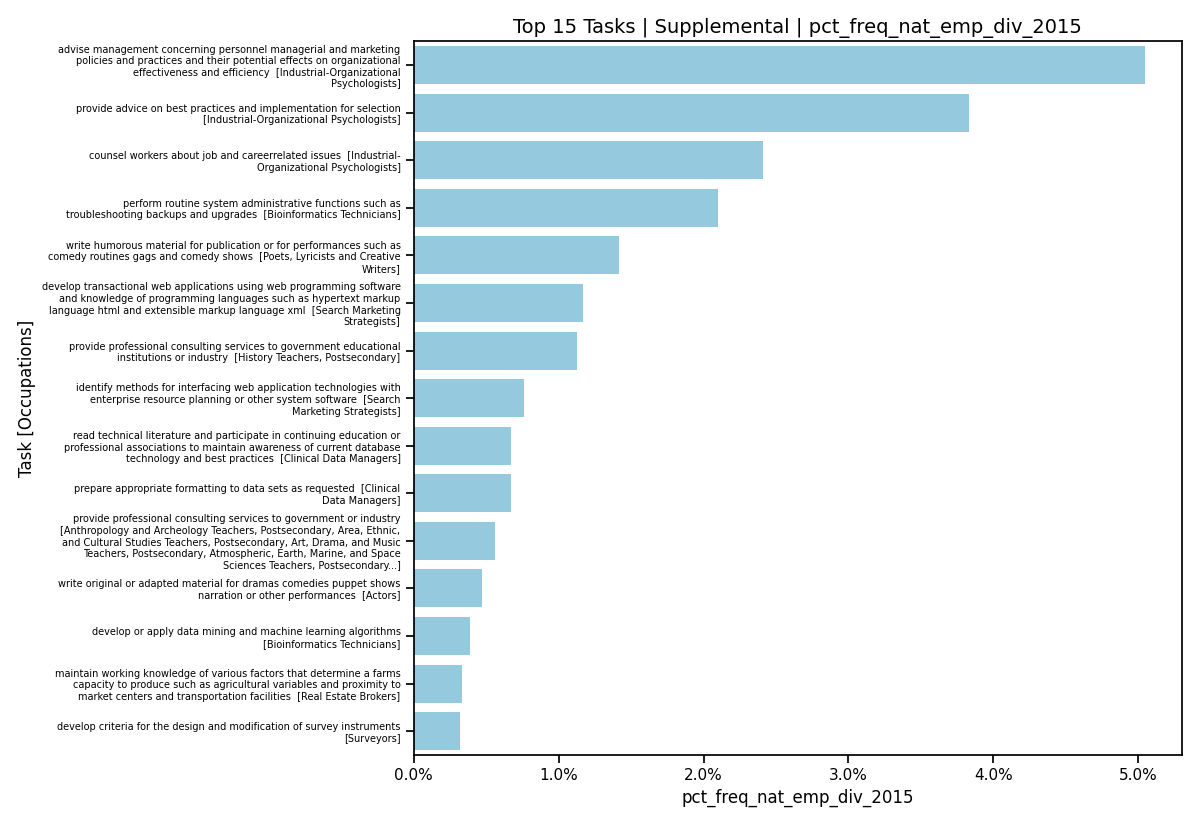 Top 15 Tasks | Supplemental | pct_freq_nat_emp_div_2015
advise management concerning personnel managerial and marketing
policies and practices and their potential effects on organizational
effectiveness and efficiency  [Industrial-Organizational
Psychologists]
provide advice on best practices and implementation for selection
[Industrial-Organizational Psychologists]
counsel workers about job and careerrelated issues  [Industrial-
Organizational Psychologists]
perform routine system administrative functions such as
troubleshooting backups and upgrades  [Bioinformatics Technicians]
write humorous material for publication or for performances such as
comedy routines gags and comedy shows  [Poets, Lyricists and Creative
Writers]
develop transactional web applications using web programming software
and knowledge of programming languages such as hypertext markup
language html and extensible markup language xml  [Search Marketing
Strategists]
provide professional consulting services to government educational
institutions or industry  [History Teachers, Postsecondary]
identify methods for interfacing web application technologies with
enterprise resource planning or other system software  [Search
Marketing Strategists]
read technical literature and participate in continuing education or
professional associations to maintain awareness of current database
technology and best practices  [Clinical Data Managers]
prepare appropriate formatting to data sets as requested  [Clinical
Data Managers]
provide professional consulting services to government or industry
[Anthropology and Archeology Teachers, Postsecondary, Area, Ethnic,
and Cultural Studies Teachers, Postsecondary, Art, Drama, and Music
Teachers, Postsecondary, Atmospheric, Earth, Marine, and Space
Sciences Teachers, Postsecondary...]
write original or adapted material for dramas comedies puppet shows
narration or other performances  [Actors]
develop or apply data mining and machine learning algorithms
[Bioinformatics Technicians]
maintain working knowledge of various factors that determine a farms
capacity to produce such as agricultural variables and proximity to
market centers and transportation facilities  [Real Estate Brokers]
develop criteria for the design and modification of survey instruments
[Surveyors]
Task [Occupations]
0.0% 1.0% 2.0% 3.0% 4.0% 5.0%
pct_freq_nat_emp_div_2015